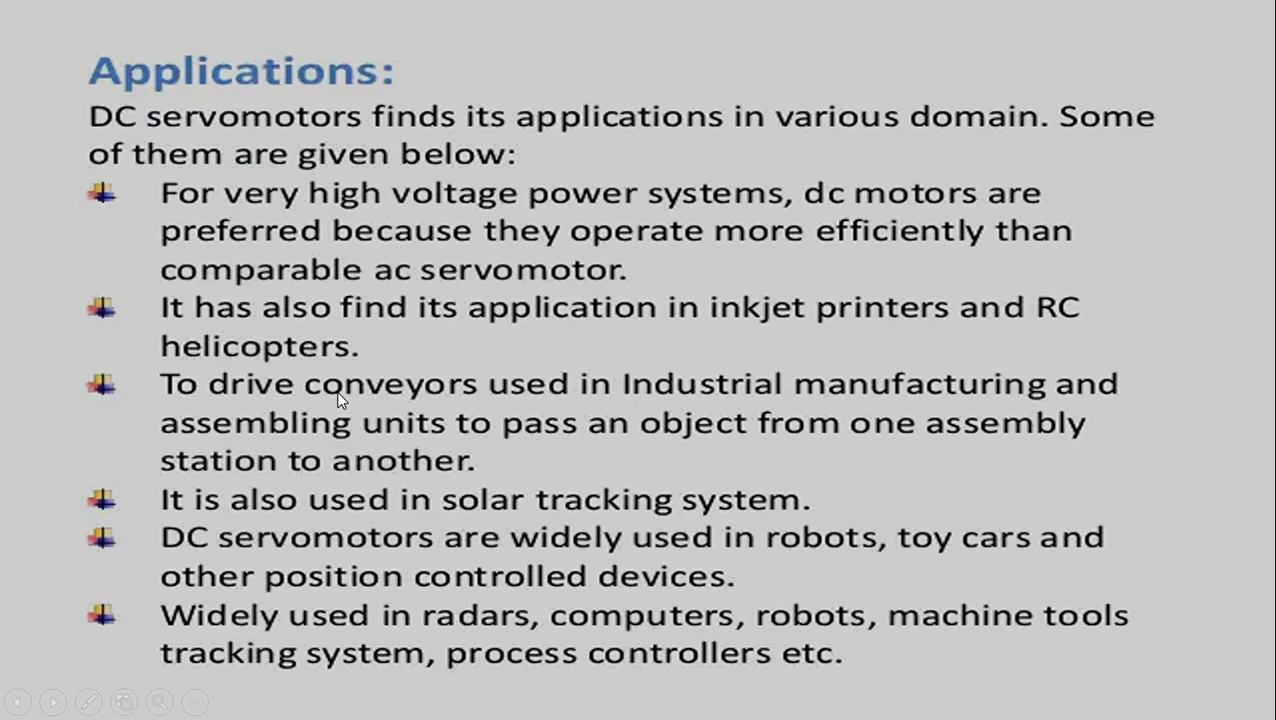 Applications:
DC servomotors finds its applications in various domain. Some
of them are given below:
For very high voltage power systems, dc motors are
preferred because they operate more efficiently than
comparable ac servomotor.
It has also find its application in inkjet printers and RC
helicopters.
To drive conveyors used in Industrial manufacturing and
assembling units to pass an object from one assembly
station to another.
It is also used in solar tracking system.
DC servomotors are widely used in robots, toy cars and
other position controlled devices.
Widely used in radars, computers, robots, machine tools
tracking system, process controllers etc.